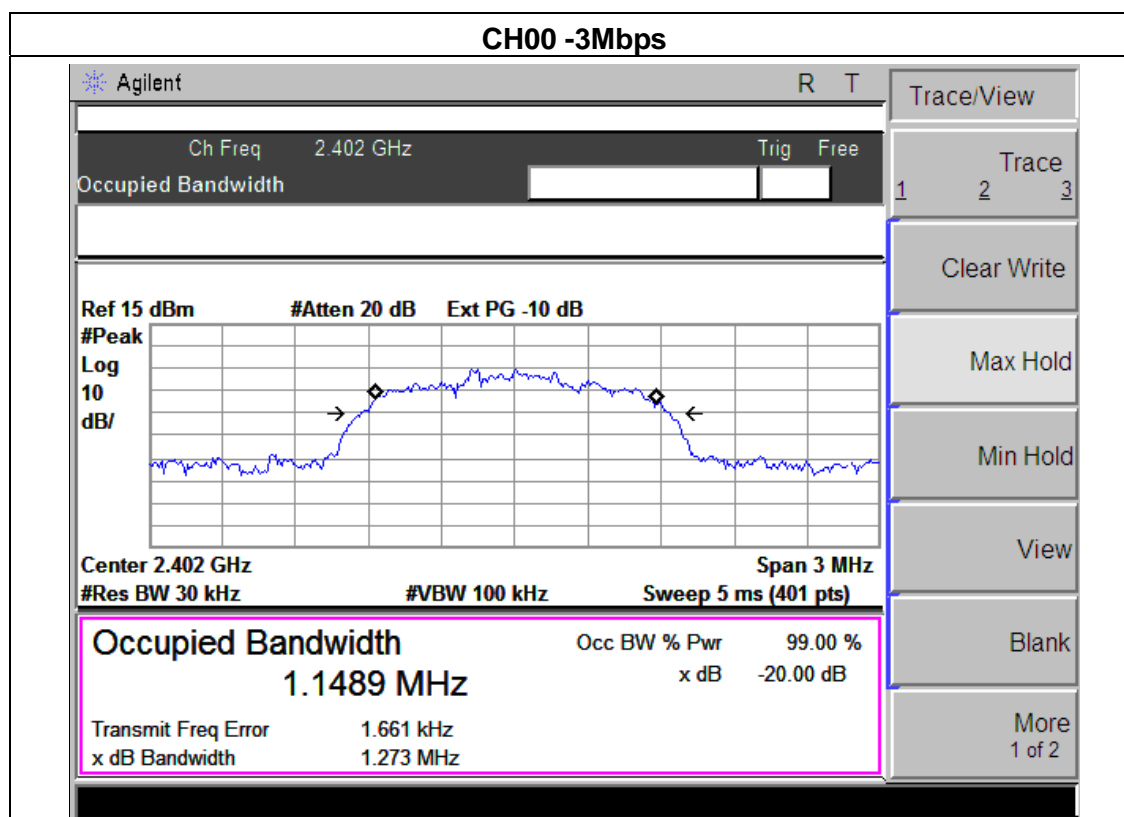 CH00 -3Mbps
Agilent R T
Ch Freq 2.402 GHz Trig Free
Occupied Bandwidth
Ref 15 dBm #Atten 20 dB Ext PG -10 dB
#Peak
Log
10
dB/
Center 2.402 GHz Span 3 MHz
#Res BW 30 kHz #VBW 100 kHz Sweep 5 ms (401 pts)
Occupied Bandwidth Occ BW % Pwr 99.00 %
1.1489 MHz x dB -20.00 dB
Transmit Freq Error 1.661 kHz
x dB Bandwidth 1.273 MHz
Trace/View
Trace
1 2 3
Clear Write
Max Hold
Min Hold
View
Blank
More
1 of 2